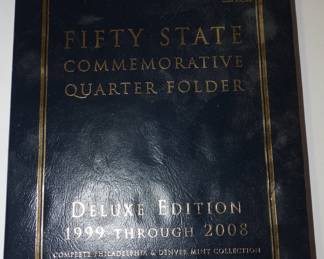 FIFTY STATE
COMMEMORATIVE
QUARTER FOLDER
DELUXE EDITION
1999 THROUGH 2008
COMPLETE PHILADELPHIA & DENVER MINT COLLECTION